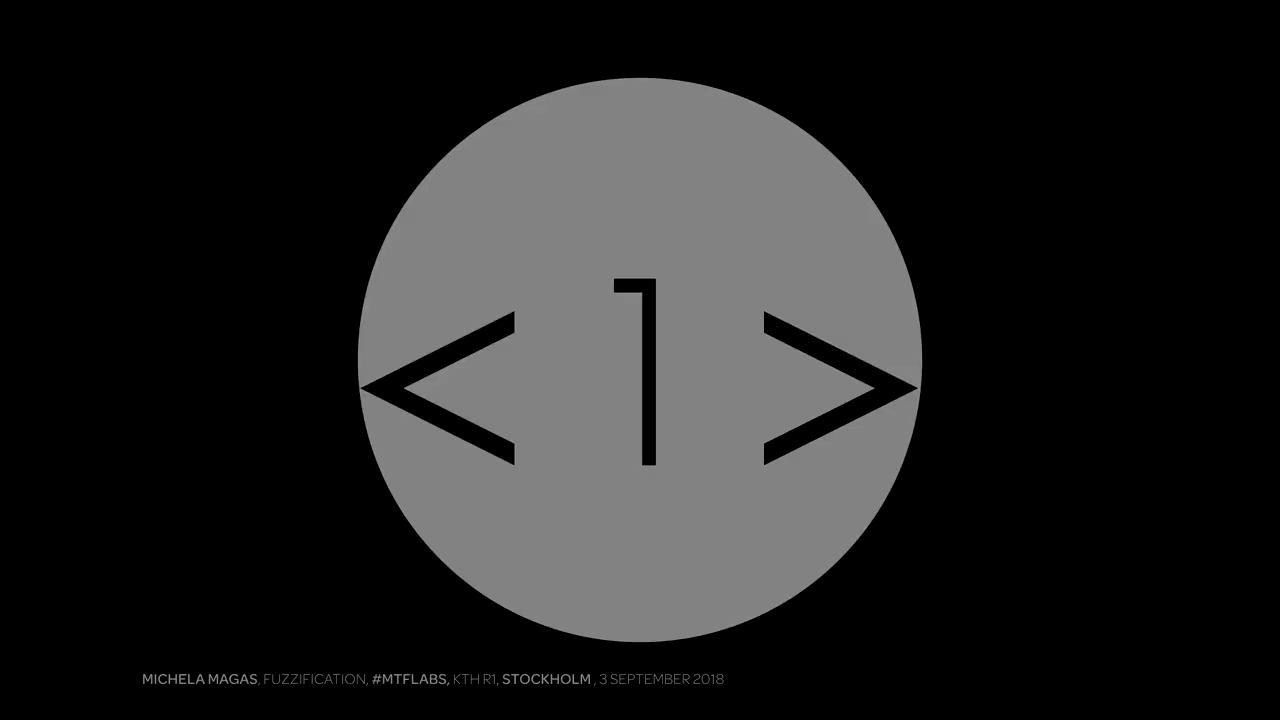 < 1 >
MICHELA MAGAS, FUZZIFICATION, #MTFLABS, KTH R1, STOCKHOLM , 3 SEPTEMBER 2018